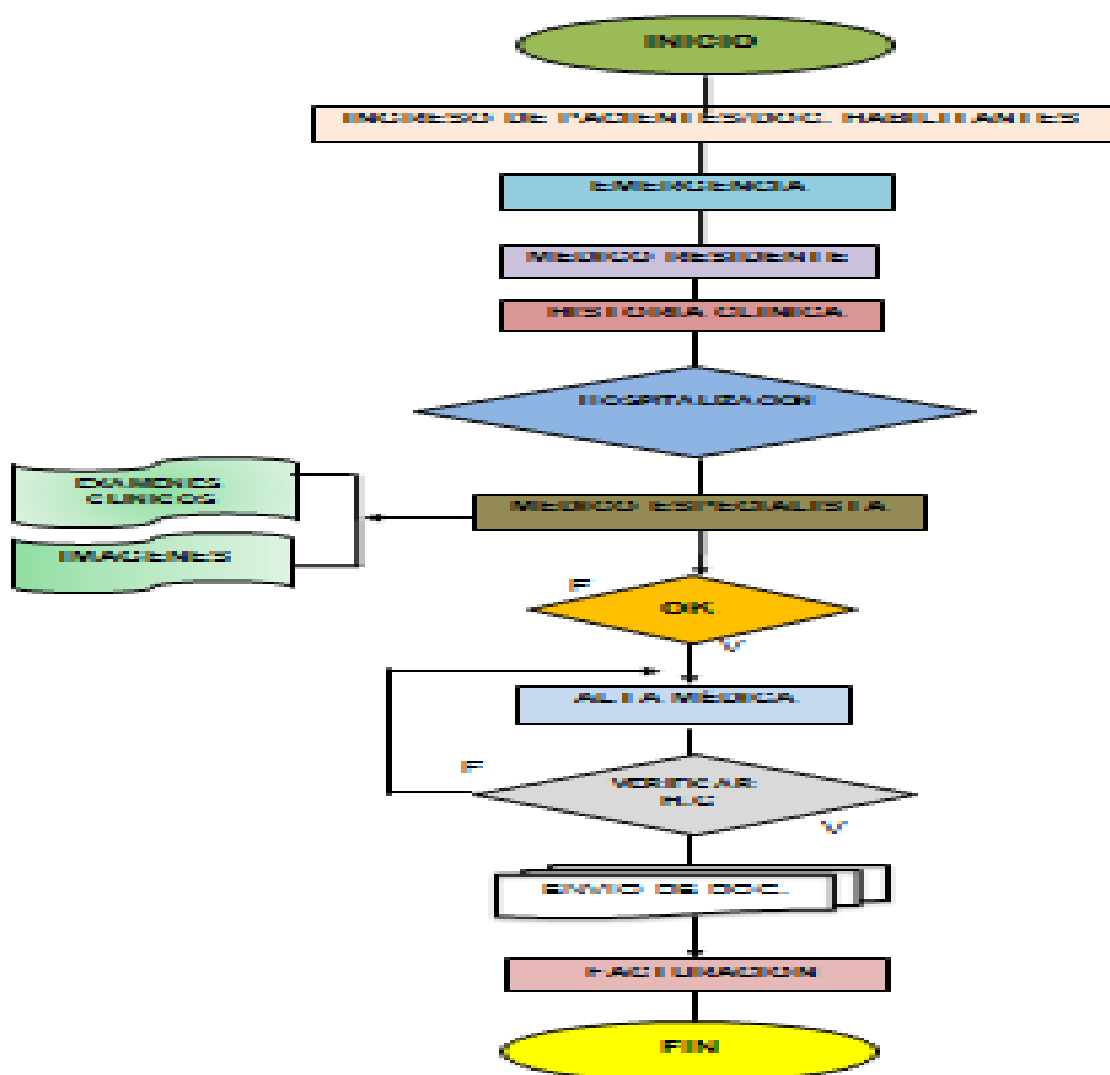 INICIO
INGRESO DE PACIENTES/DOC. HABILITANTES
EMERGENCIA
MEDICO RESIDENTE
HISTORIA CLINICA
HOSPITALIZACION
EXAMENES
CLINICOS
MEDICO ESPECIALISTA
IMAGENES
F
OK
V
ALTA MÉDICA
F
VERIFICAR
H.C
V
ENVIO DE DOC.
FACTURACION
FIN